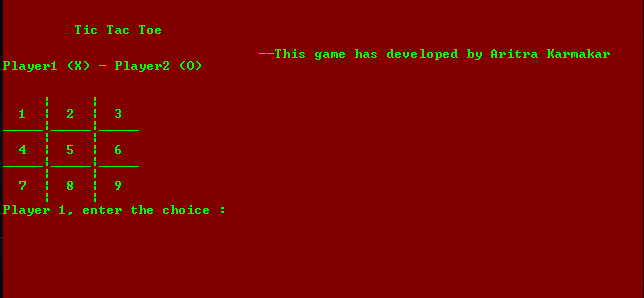 Tic Tac Toe
--This game has developed by Aritra Karmakar
Player1 (X) - Player2 (O)
1 | 2 | 3
4 | 5 | 6
7 | 8 | 9
Player 1, enter the choice :